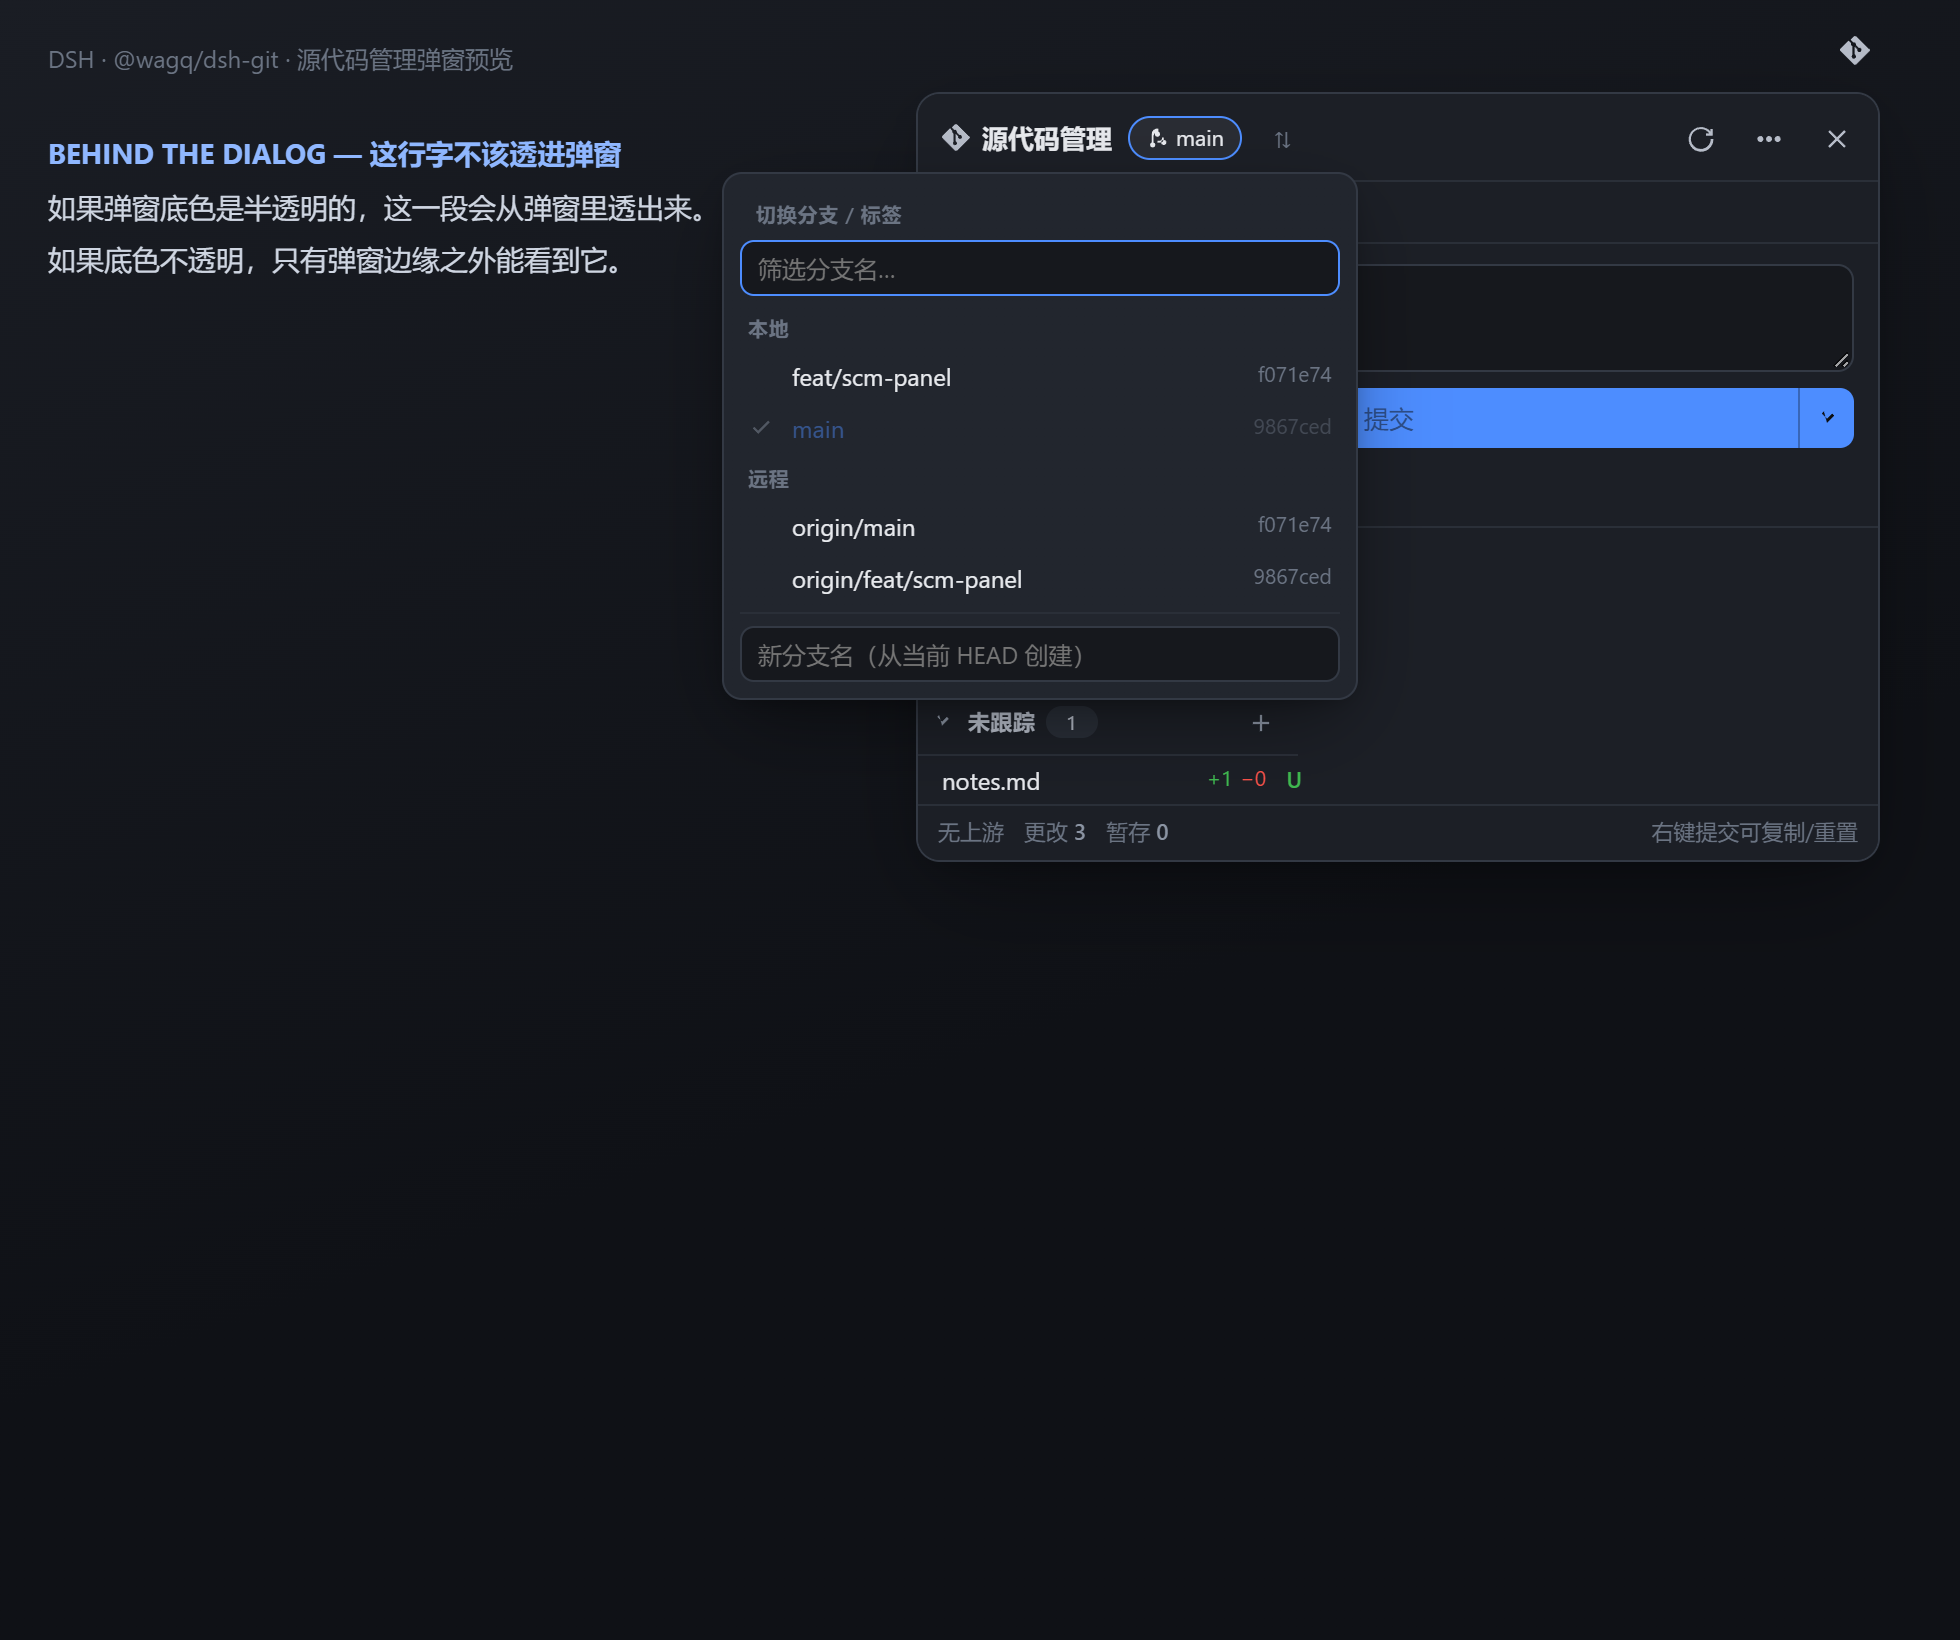 DSH · @wagq/dsh-git · 源代码管理弹窗预览
BEHIND THE DIALOG — 这行字不该透进弹窗
如果弹窗底色是半透明的，这一段会从弹窗里透出来。
如果底色不透明，只有弹窗边缘之外能看到它。
源代码管理 main
切换分支 / 标签
筛选分支名...
本地
feat/scm-panel f071e74
main 9867ced
提交
远程
origin/main f071e74
origin/feat/scm-panel 9867ced
新分支名（从当前 HEAD 创建）
未跟踪 1
notes.md +1 −0 U
无上游 更改 3 暂存 0 右键提交可复制/重置